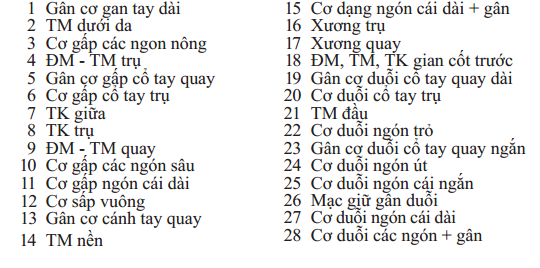 1 Gân cơ gan tay dài
2 TM dưới da
3 Cơ gấp các ngon nông
4 ĐM - TM trụ
5 Gân cơ gấp cổ tay quay
6 Cơ gấp cổ tay trụ
7 TK giữa
8 TK trụ
9 ĐM - TM quay
10 Cơ gấp các ngón sâu
11 Cơ gấp ngón cái dài
12 Cơ sấp vuông
13 Gân cơ cánh tay quay
14 TM nền
15 Cơ dạng ngón cái dài + gân
16 Xương trụ
17 Xương quay
18 ĐM, TM, TK gian cốt trước
19 Gân cơ duỗi cổ tay quay dài
20 Cơ duỗi cổ tay trụ
21 TM đầu
22 Cơ duỗi ngón trỏ
23 Gân cơ duỗi cổ tay quay ngắn
24 Cơ duỗi ngón út
25 Cơ duỗi ngón cái ngắn
26 Mạc giữ gân duỗi
27 Cơ duỗi ngón cái dài
28 Cơ duỗi các ngón + gân